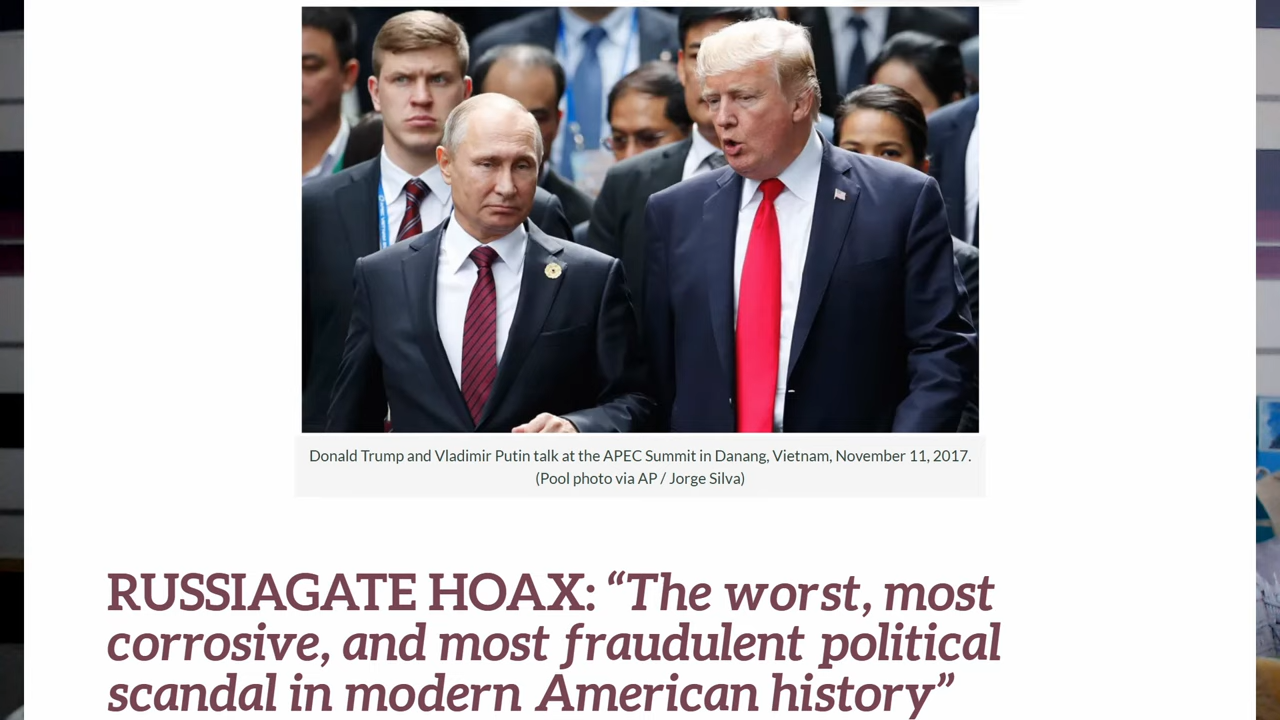 Donald Trump and Vladimir Putin talk at the APEC Summit in Danang, Vietnam, November 11, 2017.
(Pool photo via AP / Jorge Silva)
RUSSIAGATE HOAX: “The worst, most
corrosive, and most fraudulent political
scandal in modern American history”